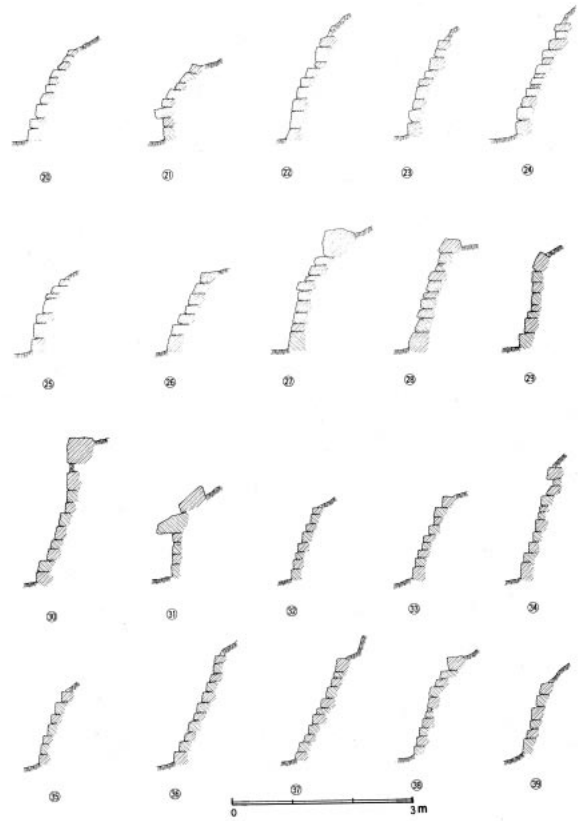 ⑳ ㉑ ㉒ ㉓ ㉔
㉕ ㉖ ㉗ ㉘ ㉙
㉚ ㉛ ㉜ ㉝ ㉞
㉟ ㊱ ㊲ ㊳ ㊴
0 3 m